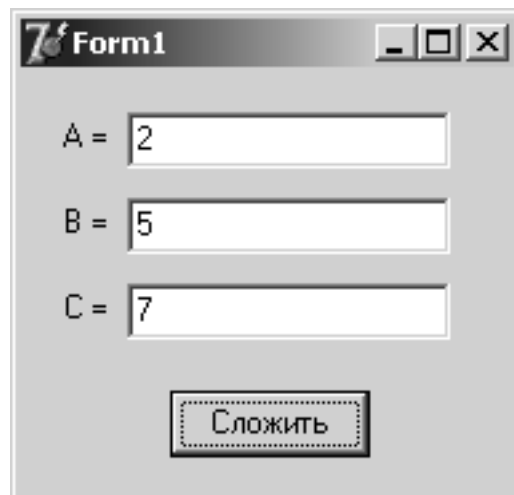 Form1
A = 2
B = 5
C = 7
Сложить